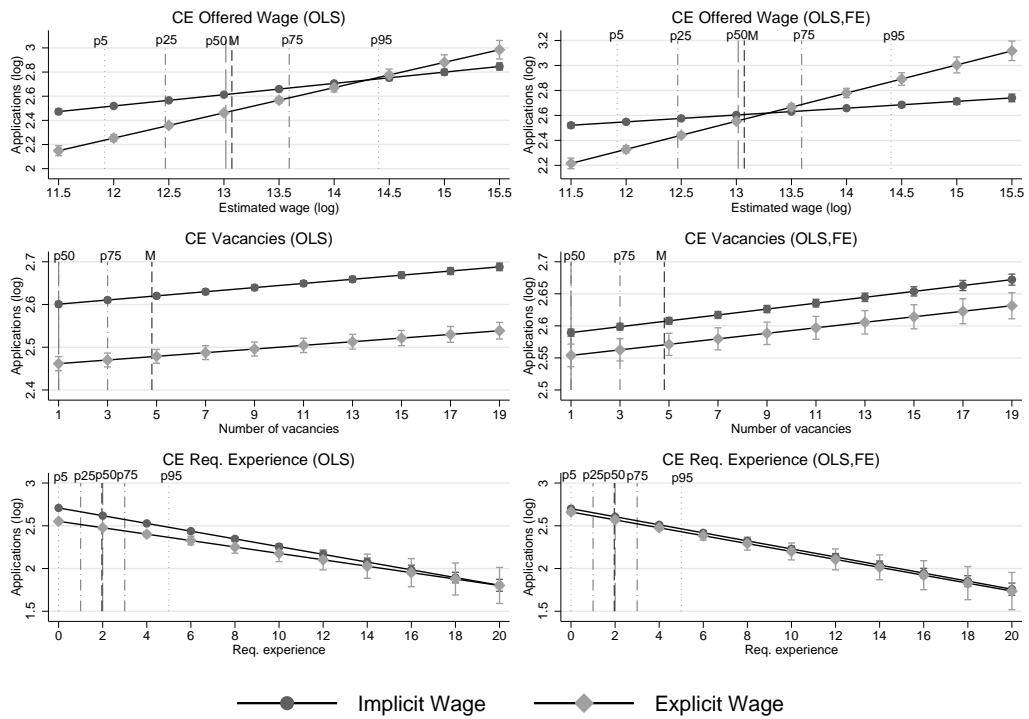 CE Offered Wage (OLS)
p5 p25 p50 M p75 p95
Applications (log)
3
2.8
2.6
2.4
2.2
2
11.5 12 12.5 13 13.5 14 14.5 15 15.5
Estimated wage (log)
CE Offered Wage (OLS,FE)
p5 p25 p50 M p75 p95
Applications (log)
3.2
3
2.8
2.6
2.4
2.2
11.5 12 12.5 13 13.5 14 14.5 15 15.5
Estimated wage (log)
CE Vacancies (OLS)
p50 p75 M
Applications (log)
2.7
2.6
2.5
2.4
1 3 5 7 9 11 13 15 17 19
Number of vacancies
CE Vacancies (OLS,FE)
p50 p75 M
Applications (log)
2.7
2.65
2.6
2.55
2.5
1 3 5 7 9 11 13 15 17 19
Number of vacancies
CE Req. Experience (OLS)
p5 p25 p50 p75 p95
Applications (log)
3
2.5
2
1.5
0 2 4 6 8 10 12 14 16 18 20
Req. experience
CE Req. Experience (OLS,FE)
p5 p25 p50 p75 p95
Applications (log)
3
2.5
2
1.5
0 2 4 6 8 10 12 14 16 18 20
Req. experience
Implicit Wage Explicit Wage